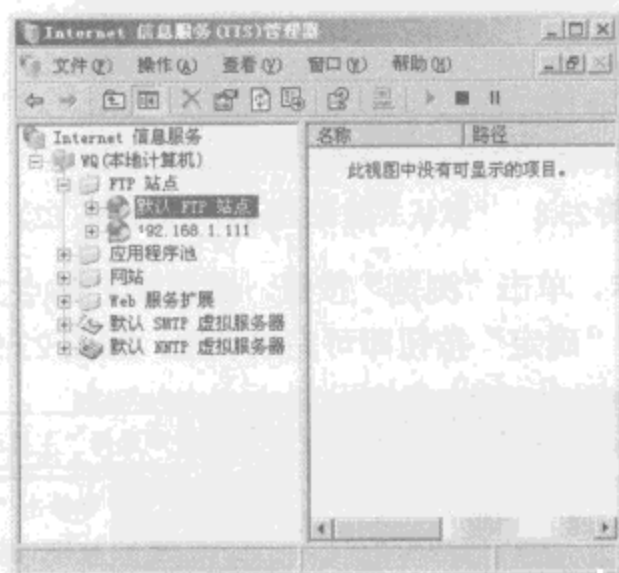 Internet 信息服务(IIS)管理器
文件(F) 操作(A) 查看(V) 窗口(W) 帮助(H)
Internet 信息服务
WQ(本地计算机)
FTP 站点
默认 FTP 站点
192.168.1.111
应用程序池
网站
Web 服务扩展
默认 SMTP 虚拟服务器
默认 NNTP 虚拟服务器
名称 路径
此视图中没有可显示的项目。